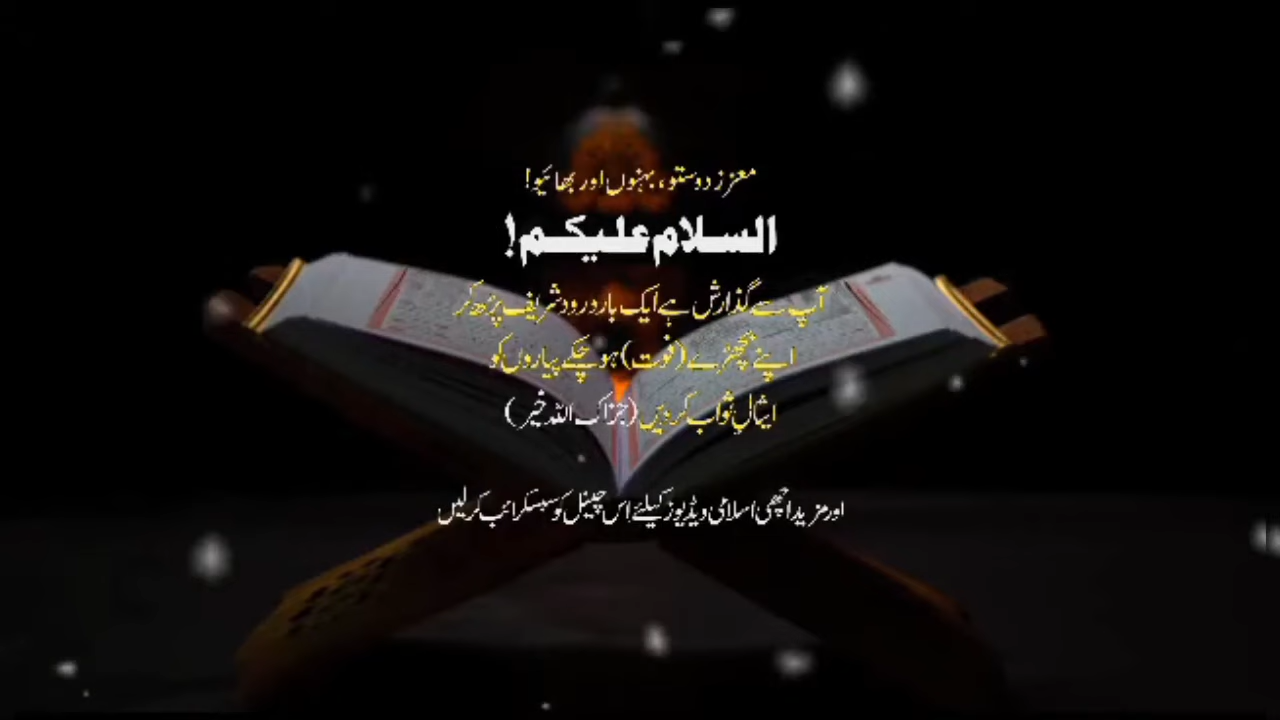 معزز دوستو، بہنوں اور بھائیو!
السلام علیکم!
آپ سے گذارش ہے ایک بار درود شریف پڑھ کر
اپنے بچھڑے (فوت) ہو چکے پیاروں کو
ایثالِ ثواب کر دیں (جزاک اللہ خیر)
اور مزید اچھی اسلامی ویڈیوز کیلئے اس چینل کو سبسکرائب کر لیں